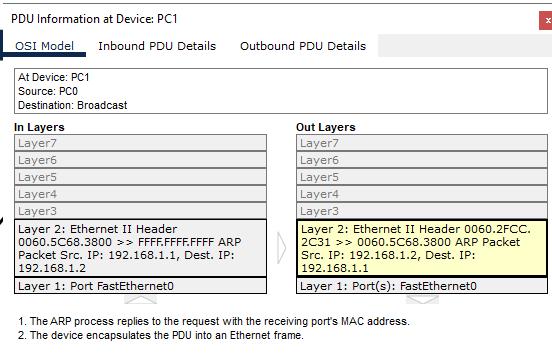 PDU Information at Device: PC1
x
OSI Model Inbound PDU Details Outbound PDU Details
At Device: PC1
Source: PC0
Destination: Broadcast
In Layers
Layer7
Layer6
Layer5
Layer4
Layer3
Layer 2: Ethernet II Header
0060.5C68.3800 >> FFFF.FFFF.FFFF ARP
Packet Src. IP: 192.168.1.1, Dest. IP:
192.168.1.2
Layer 1: Port FastEthernet0
Out Layers
Layer7
Layer6
Layer5
Layer4
Layer3
Layer 2: Ethernet II Header 0060.2FCC.
2C31 >> 0060.5C68.3800 ARP Packet
Src. IP: 192.168.1.2, Dest. IP:
192.168.1.1
Layer 1: Port(s): FastEthernet0
1. The ARP process replies to the request with the receiving port's MAC address.
2. The device encapsulates the PDU into an Ethernet frame.